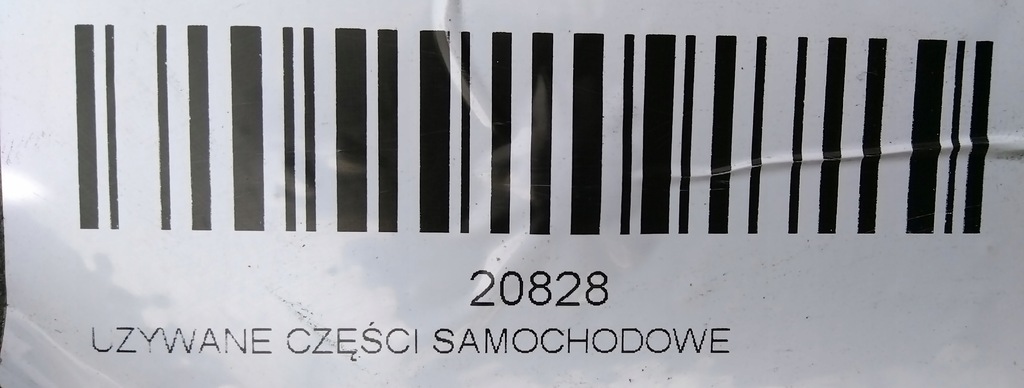 20828
UZYWANE CZĘŚCI SAMOCHODOWE